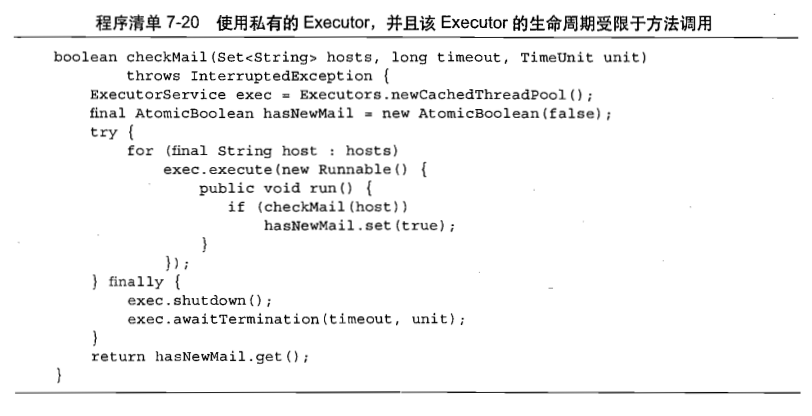 程序清单 7-20 使用私有的 Executor，并且该 Executor 的生命周期受限于方法调用
boolean checkMail(Set<String> hosts, long timeout, TimeUnit unit)
        throws InterruptedException {
    ExecutorService exec = Executors.newCachedThreadPool();
    final AtomicBoolean hasNewMail = new AtomicBoolean(false);
    try {
        for (final String host : hosts)
            exec.execute(new Runnable() {
                public void run() {
                    if (checkMail(host))
                        hasNewMail.set(true);
                }
            });
    } finally {
        exec.shutdown();
        exec.awaitTermination(timeout, unit);
    }
    return hasNewMail.get();
}